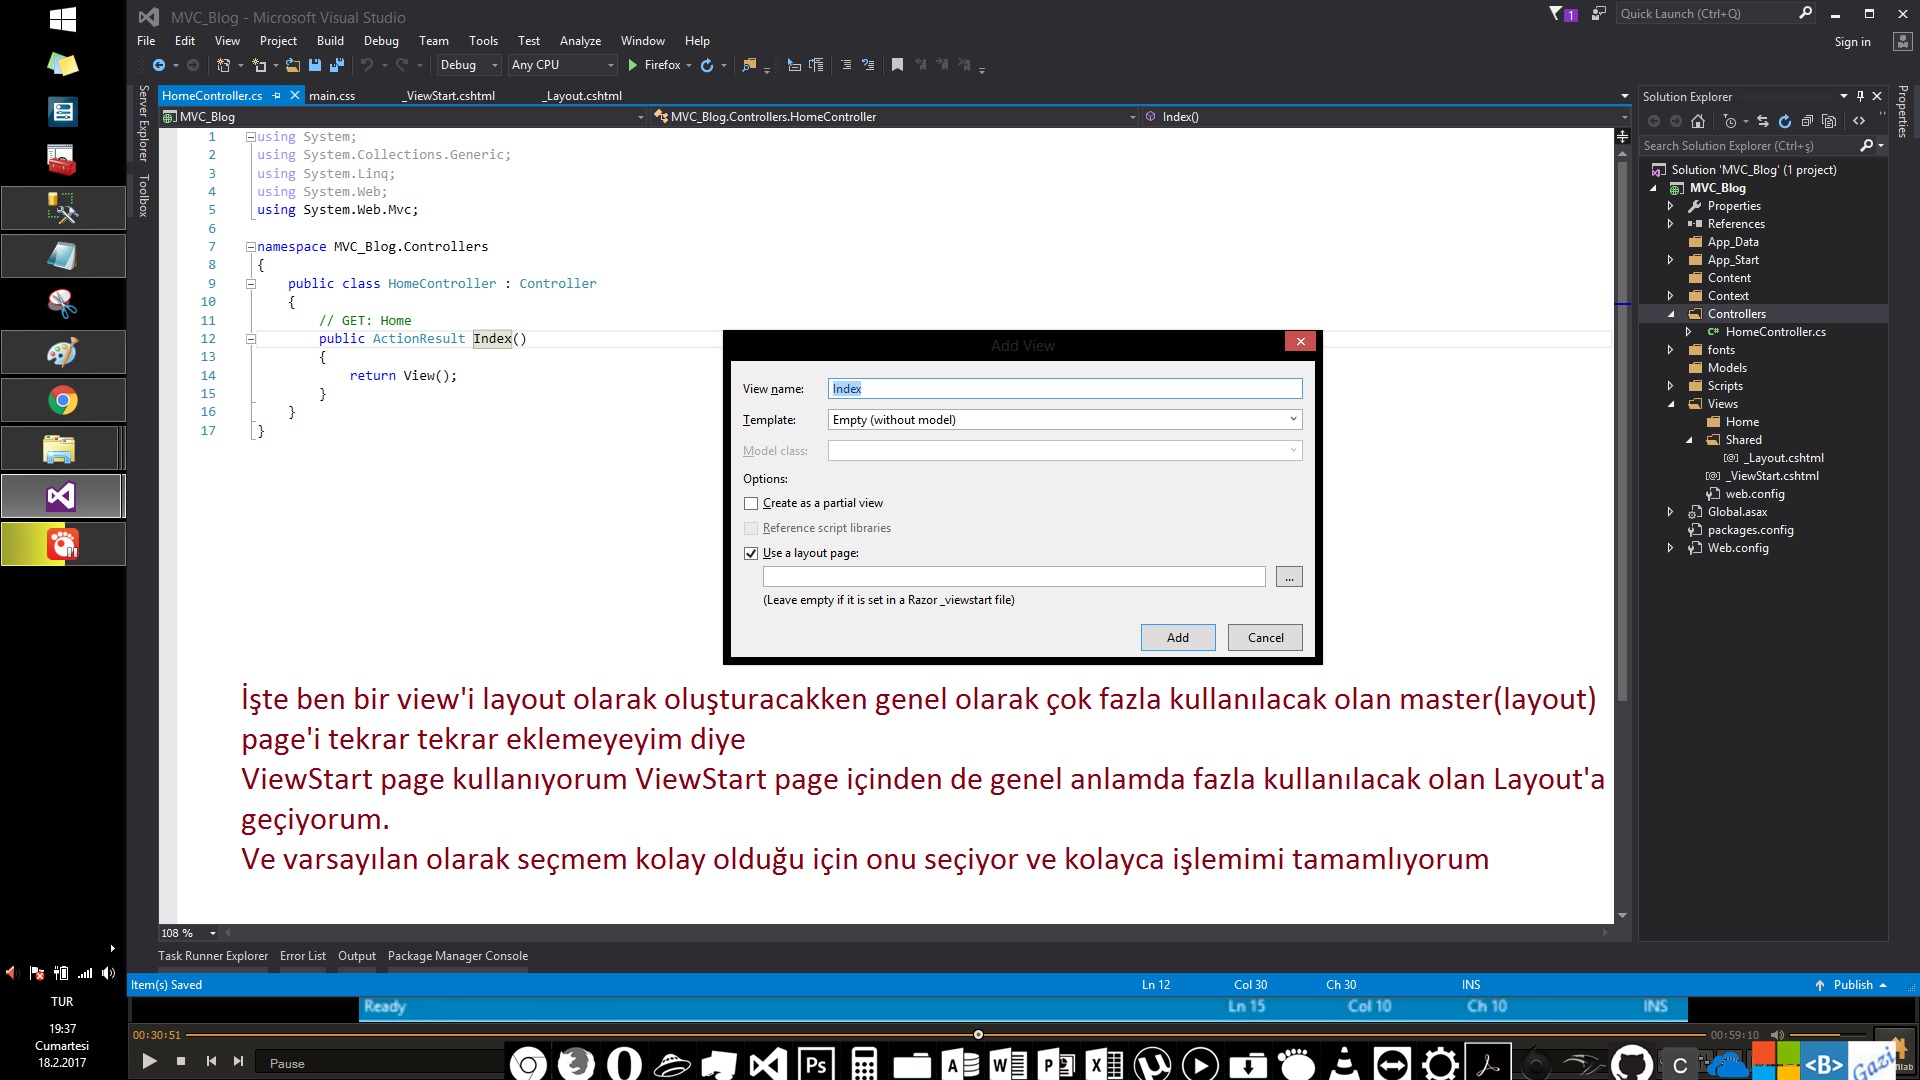 MVC_Blog - Microsoft Visual Studio
1
Quick Launch (Ctrl+Q)
File Edit View Project Build Debug Team Tools Test Analyze Window Help
Sign in
Debug Any CPU Firefox
HomeController.cs main.css _ViewStart.cshtml _Layout.cshtml
MVC_Blog MVC_Blog.Controllers.HomeController Index()
Server Explorer
Toolbox
1 using System;
2 using System.Collections.Generic;
3 using System.Linq;
4 using System.Web;
5 using System.Web.Mvc;
6
7 namespace MVC_Blog.Controllers
8 {
9 public class HomeController : Controller
10 {
11 // GET: Home
12 public ActionResult Index()
13 {
14 return View();
15 }
16 }
17 }
Add View
View name: Index
Template: Empty (without model)
Model class:
Options:
Create as a partial view
Reference script libraries
Use a layout page:
...
(Leave empty if it is set in a Razor _viewstart file)
Add Cancel
İşte ben bir view'i layout olarak oluşturacakken genel olarak çok fazla kullanılacak olan master(layout)
page'i tekrar tekrar eklemeyeyim diye
ViewStart page kullanıyorum ViewStart page içinden de genel anlamda fazla kullanılacak olan Layout'a
geçiyorum.
Ve varsayılan olarak seçmem kolay olduğu için onu seçiyor ve kolayca işlemimi tamamlıyorum
Solution Explorer
Search Solution Explorer (Ctrl+ş)
Solution 'MVC_Blog' (1 project)
MVC_Blog
Properties
References
App_Data
App_Start
Content
Context
Controllers
HomeController.cs
fonts
Models
Scripts
Views
Home
Shared
_Layout.cshtml
_ViewStart.cshtml
web.config
Global.asax
packages.config
Web.config
Properties
108 %
Task Runner Explorer Error List Output Package Manager Console
Item(s) Saved Ln 12 Col 30 Ch 30 INS Publish
Ready Ln 15 Col 10 Ch 10 INS
00:30:51 00:59:10
Pause
TUR
19:37
Cumartesi
18.2.2017
Ps
C
<B>
Gazi